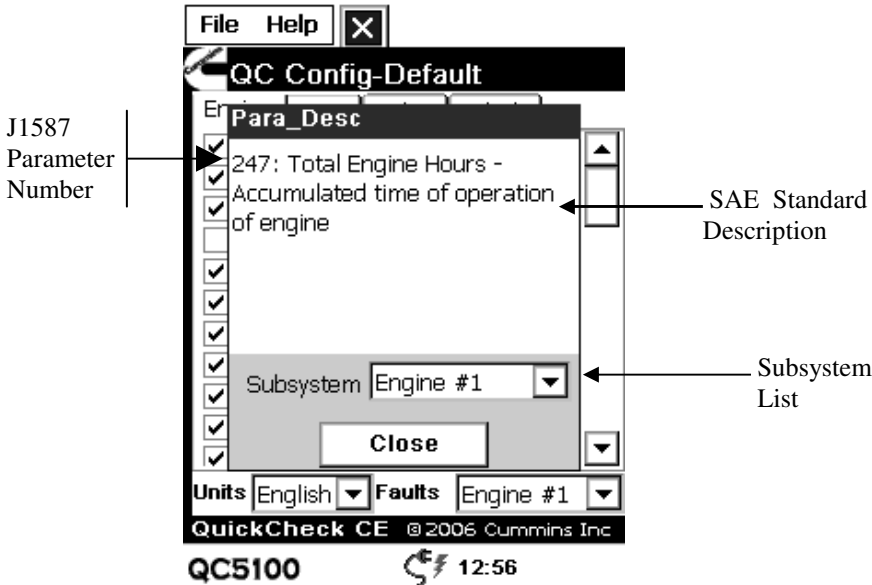 File Help
QC Config-Default
J1587
Parameter
Number
Para_Desc
247: Total Engine Hours -
Accumulated time of operation
of engine
SAE Standard
Description
Subsystem Engine #1
Subsystem
List
Close
Units English Faults Engine #1
QuickCheck CE ©2006 Cummins Inc
QC5100 12:56